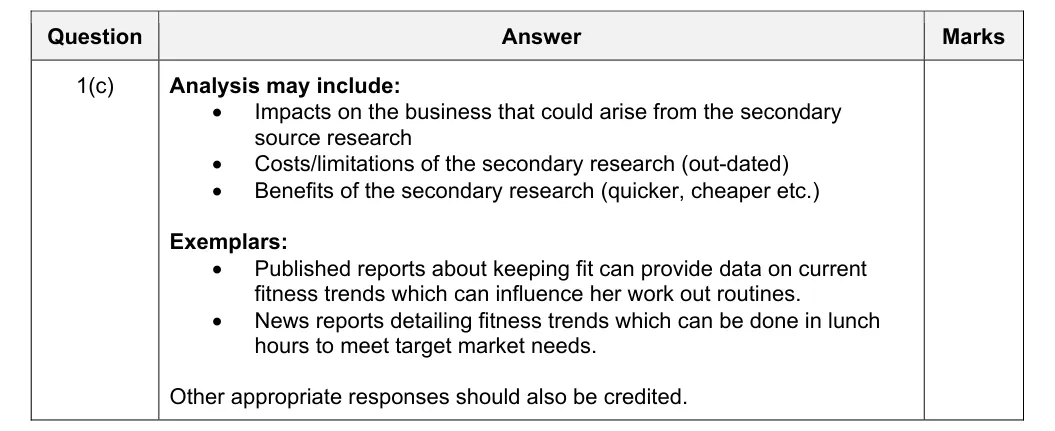 Question Answer Marks
1(c) Analysis may include:
• Impacts on the business that could arise from the secondary
source research
• Costs/limitations of the secondary research (out-dated)
• Benefits of the secondary research (quicker, cheaper etc.)
Exemplars:
• Published reports about keeping fit can provide data on current
fitness trends which can influence her work out routines.
• News reports detailing fitness trends which can be done in lunch
hours to meet target market needs.
Other appropriate responses should also be credited.